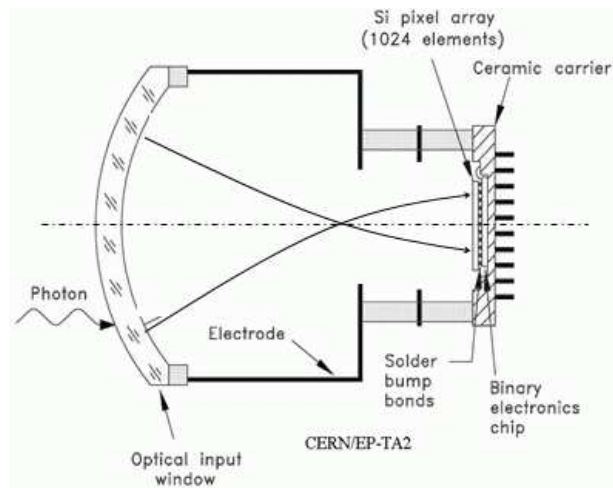 Si pixel array
(1024 elements)
Ceramic carrier
Photon
Electrode
Solder
bump
bonds
Binary
electronics
chip
CERN/EP-TA2
Optical input
window